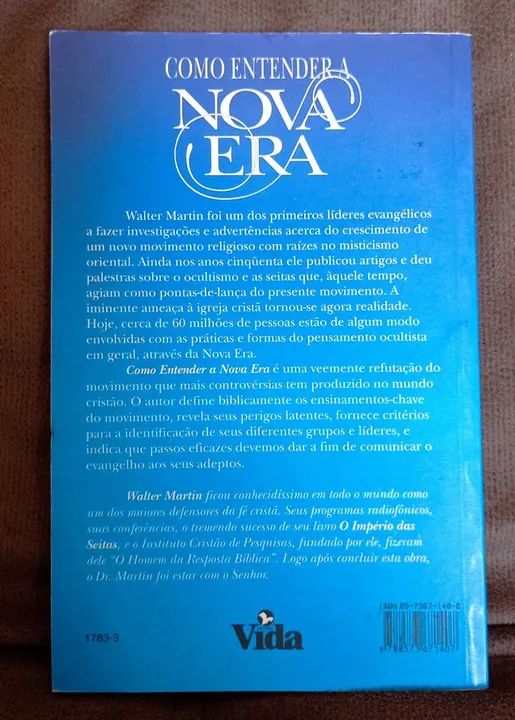 COMO ENTENDER A
NOVA
ERA
Walter Martin foi um dos primeiros líderes evangélicos
a fazer investigações e advertências acerca do crescimento de
um novo movimento religioso com raízes no misticismo
oriental. Ainda nos anos cinqüenta ele publicou artigos e deu
palestras sobre o ocultismo e as seitas que, àquele tempo,
agiam como pontas-de-lança do presente movimento. A
iminente ameaça à igreja cristã tornou-se agora realidade.
Hoje, cerca de 60 milhões de pessoas estão de algum modo
envolvidas com as práticas e formas do pensamento ocultista
em geral, através da Nova Era.
Como Entender a Nova Era é uma veemente refutação do
movimento que mais controvérsias tem produzido no mundo
cristão. O autor define biblicamente os ensinamentos-chave
do movimento, revela seus perigos latentes, fornece critérios
para a identificação de seus diferentes grupos e líderes, e
indica que passos eficazes devemos dar a fim de comunicar o
evangelho aos seus adeptos.
Walter Martin ficou conhecidíssimo em todo o mundo como
um dos maiores defensores da fé cristã. Seus programas radiofônicos,
suas conferências, o tremendo sucesso de seu livro O Império das
Seitas, e o Instituto Cristão de Pesquisas, fundado por ele, fizeram
dele "O Homem da Resposta Bíblica". Logo após concluir esta obra,
o Dr. Martin foi estar com o Senhor.
1783-3
Vida
ISBN 85-7367-140-2
9 788573 671407